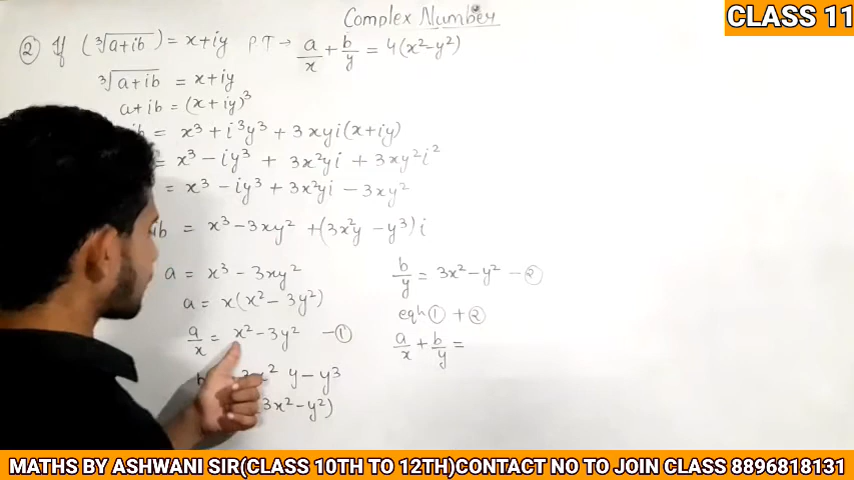 Complex Number
CLASS 11
② If (∛a+ib) = x+iy PT→ a/x + b/y = 4(x²-y²)
∛a+ib = x+iy
a+ib = (x+iy)³
ib = x³ + i³y³ + 3xyi(x+iy)
= x³ - iy³ + 3x²yi + 3xy²i²
= x³ - iy³ + 3x²yi - 3xy²
ib = x³ - 3xy² + (3x²y - y³)i
a = x³ - 3xy²
a = x(x² - 3y²)
a/x = x² - 3y² - ①
b x² y - y³
(3x² - y²)
b/y = 3x² - y² - ②
eqn ① + ②
a/x + b/y =
MATHS BY ASHWANI SIR(CLASS 10TH TO 12TH)CONTACT NO TO JOIN CLASS 8896818131